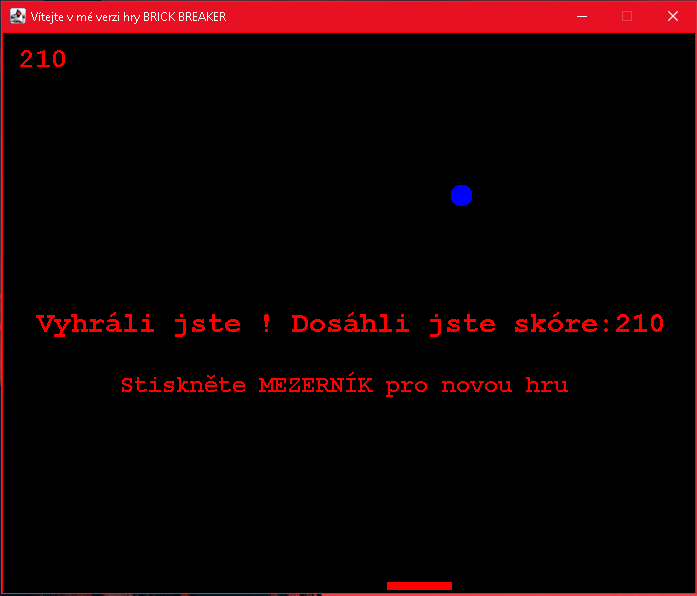 Vítejte v mé verzi hry BRICK BREAKER
210
Vyhráli jste ! Dosáhli jste skóre:210
Stiskněte MEZERNÍK pro novou hru